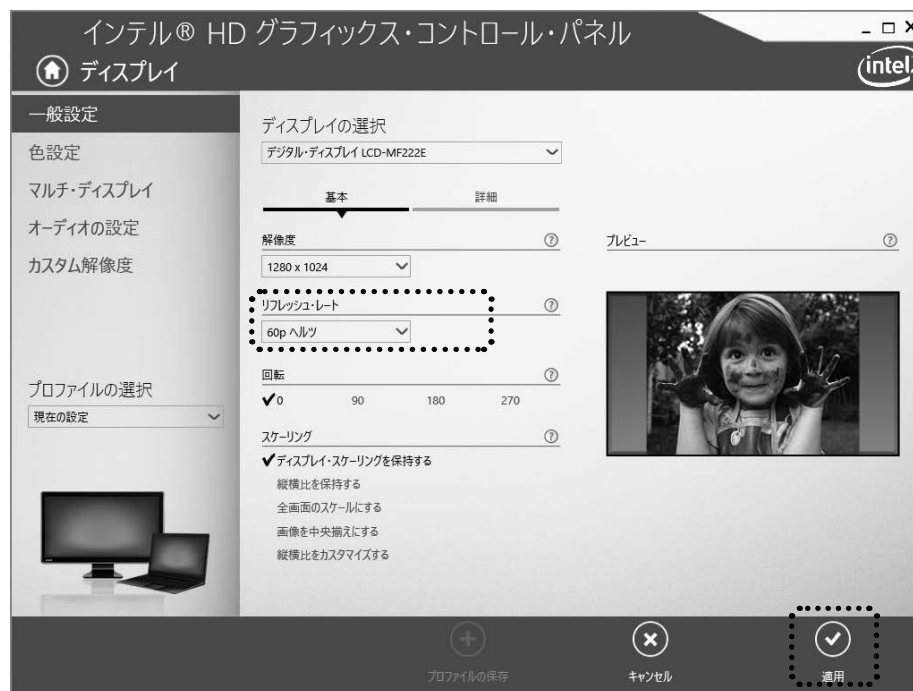 インテル® HD グラフィックス・コントロール・パネル
ディスプレイ
intel
一般設定
色設定
マルチ・ディスプレイ
オーディオの設定
カスタム解像度
プロファイルの選択
現在の設定
ディスプレイの選択
デジタル・ディスプレイ LCD-MF222E
基本 詳細
解像度
1280 x 1024
リフレッシュ・レート
60p ヘルツ
回転
0 90 180 270
スケーリング
ディスプレイ・スケーリングを保持する
縦横比を保持する
全画面のスケールにする
画像を中央揃えにする
縦横比をカスタマイズする
プレビュー
プロファイルの保存 キャンセル 適用